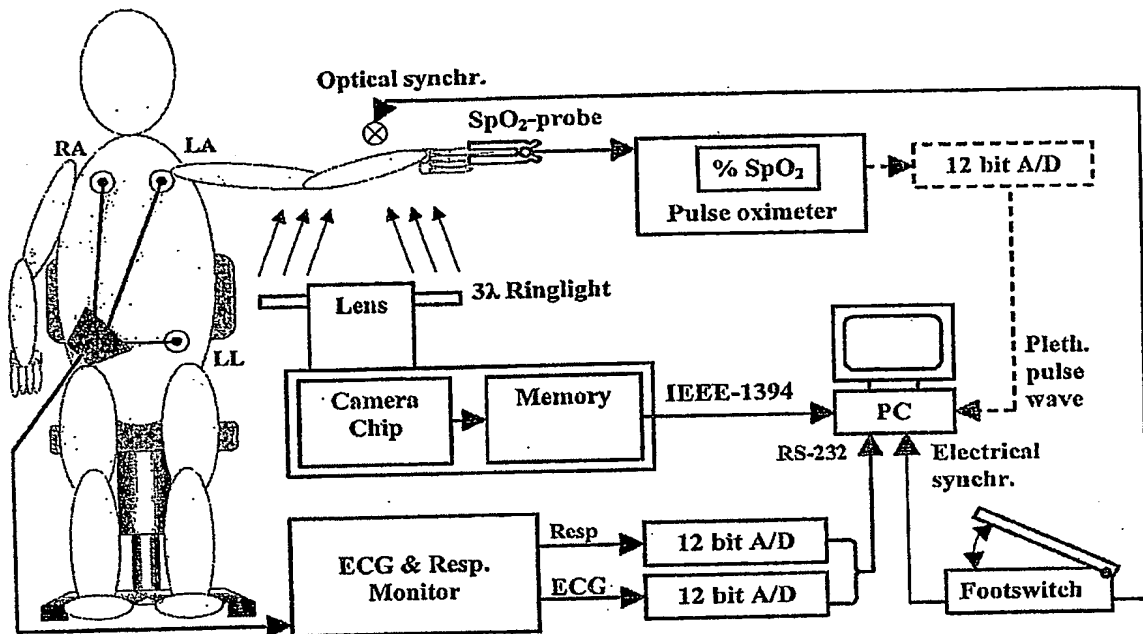 Optical synchr.
SpO₂-probe
RA
LA
% SpO₂
Pulse oximeter
12 bit A/D
3λ Ringlight
Lens
LL
Pleth.
pulse
wave
Camera
Chip
Memory
IEEE-1394
PC
RS-232
Electrical
synchr.
ECG & Resp.
Monitor
Resp
ECG
12 bit A/D
12 bit A/D
Footswitch